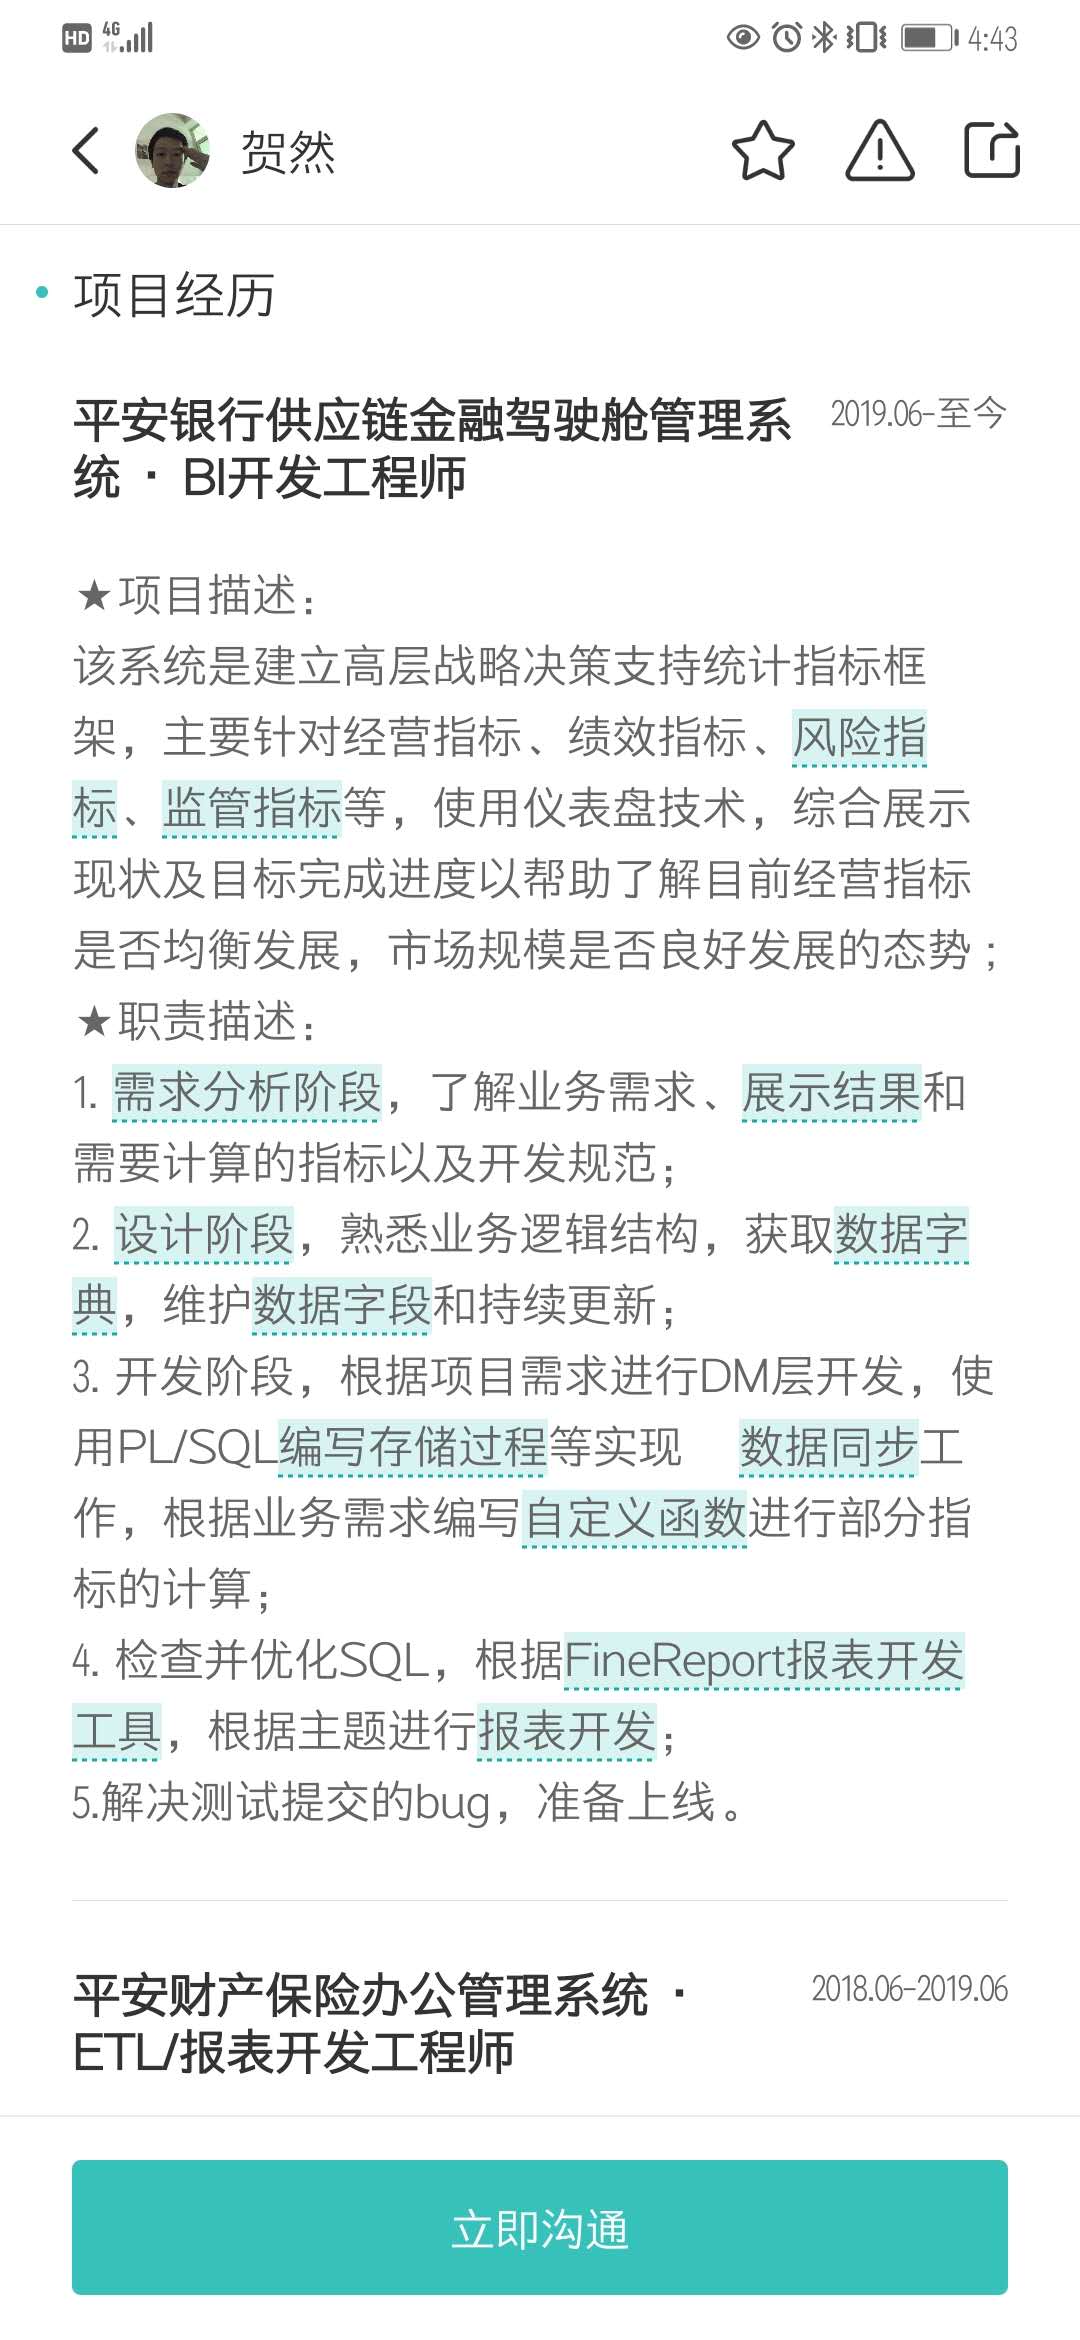 HD 4G 4:43
贺然
项目经历
平安银行供应链金融驾驶舱管理系 2019.06-至今
统 · BI开发工程师
★项目描述：
该系统是建立高层战略决策支持统计指标框
架，主要针对经营指标、绩效指标、风险指
标、监管指标等，使用仪表盘技术，综合展示
现状及目标完成进度以帮助了解目前经营指标
是否均衡发展，市场规模是否良好发展的态势；
★职责描述：
1. 需求分析阶段，了解业务需求、展示结果和
需要计算的指标以及开发规范；
2. 设计阶段，熟悉业务逻辑结构，获取数据字
典，维护数据字段和持续更新；
3. 开发阶段，根据项目需求进行DM层开发，使
用PL/SQL编写存储过程等实现 数据同步工
作，根据业务需求编写自定义函数进行部分指
标的计算；
4. 检查并优化SQL，根据FineReport报表开发
工具，根据主题进行报表开发；
5.解决测试提交的bug，准备上线。
平安财产保险办公管理系统 · 2018.06-2019.06
ETL/报表开发工程师
立即沟通